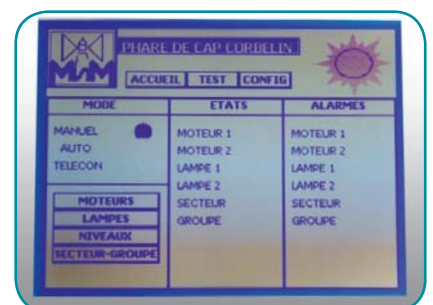 PHARE DE CAP CORBELIN
MSM
ACCUEIL TEST CONFIG
MODE ETATS ALARMES
MANUEL MOTEUR 1 MOTEUR 1
AUTO MOTEUR 2 MOTEUR 2
TELECON LAMPE 1 LAMPE 1
LAMPE 2 LAMPE 2
MOTEURS SECTEUR SECTEUR
LAMPES GROUPE GROUPE
NIVEAUX
SECTEUR-GROUPE